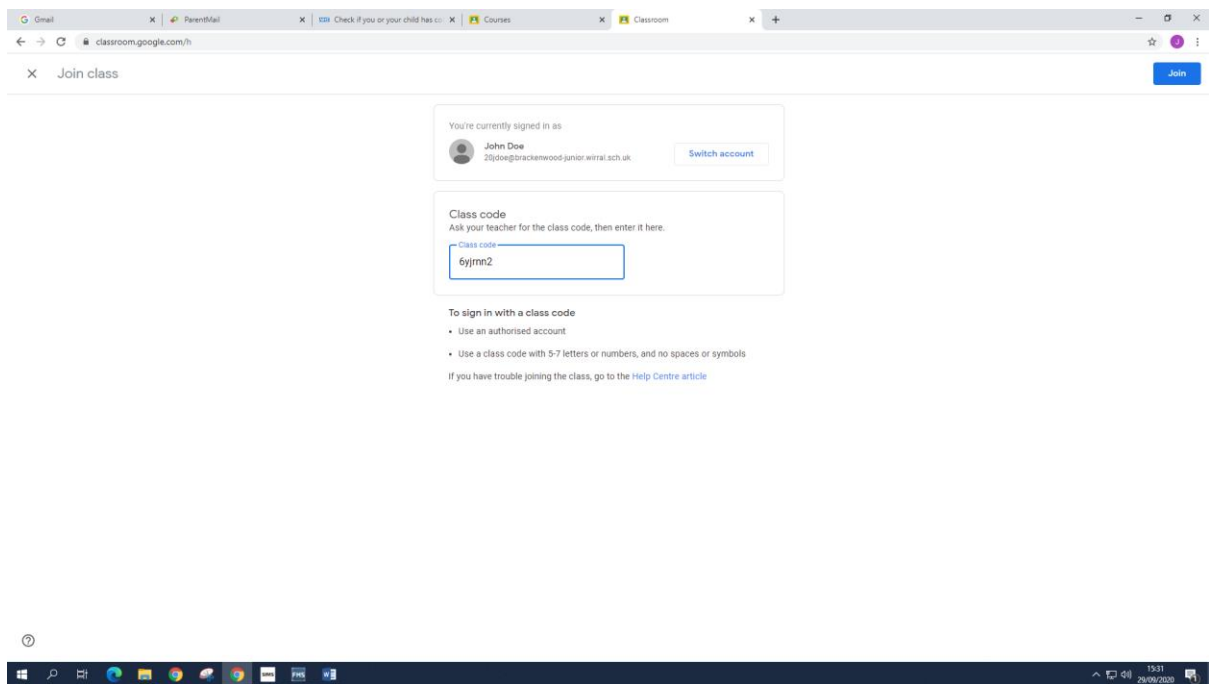 Gmail
ParentMail
Check if you or your child has co
Courses
Classroom
classroom.google.com/h
J
Join class
Join
You're currently signed in as
John Doe
20jdoe@brackenwood-junior.wirral.sch.uk
Switch account
Class code
Ask your teacher for the class code, then enter it here.
Class code
6yjrnn2
To sign in with a class code
• Use an authorised account
• Use a class code with 5-7 letters or numbers, and no spaces or symbols
If you have trouble joining the class, go to the Help Centre article
SIMS
FMS
15:31
29/09/2020